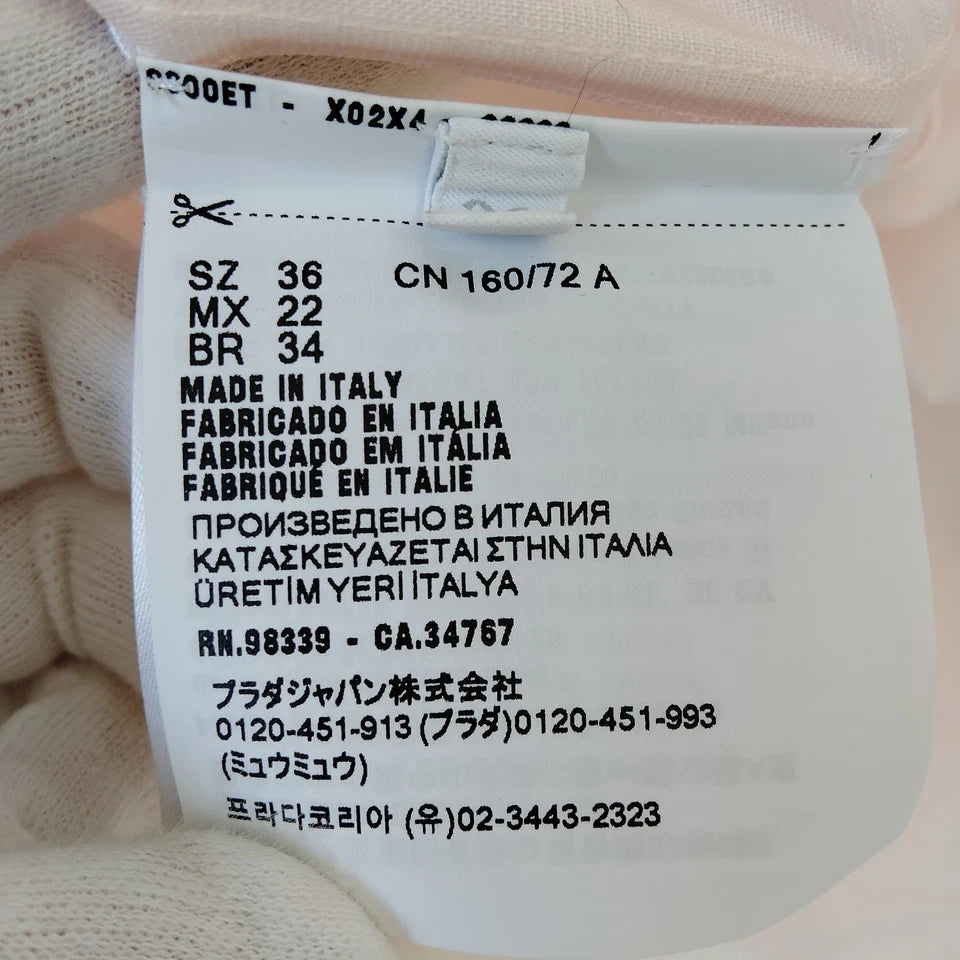 00ET - X02X4
SZ 36 CN 160/72 A
MX 22
BR 34
MADE IN ITALY
FABRICADO EN ITALIA
FABRICADO EM ITÁLIA
FABRIQUÉ EN ITALIE
ПРОИЗВЕДЕНО В ИТАЛИЯ
ΚΑΤΑΣΚΕΥΑΖΕΤΑΙ ΣΤΗΝ ΙΤΑΛΙΑ
ÜRETİM YERİ İTALYA
RN.98339 - CA.34767
プラダジャパン株式会社
0120-451-913 (プラダ)0120-451-993
(ミュウミュウ)
프라다코리아 (유)02-3443-2323